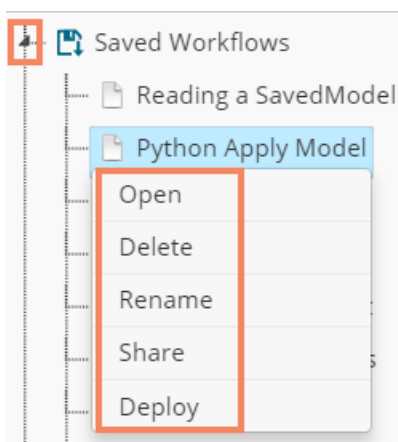 Saved Workflows
Reading a SavedModel
Python Apply Model
Open
Delete
Rename
Share
Deploy